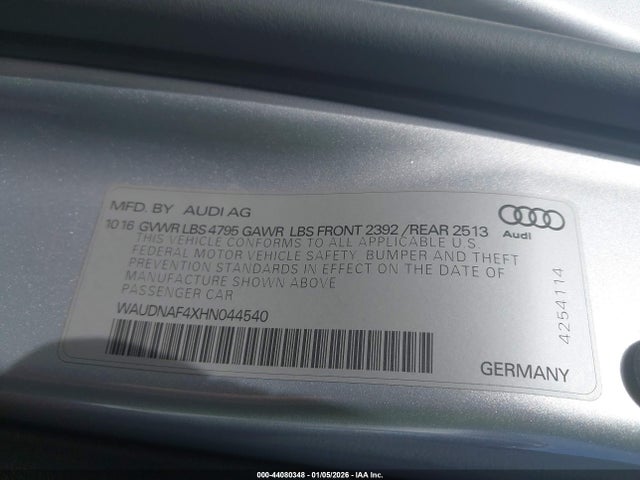 MFD. BY AUDI AG
10 16 GVWR LBS 4795 GAWR LBS FRONT 2392 /REAR 2513
THIS VEHICLE CONFORMS TO ALL APPLICABLE U.S.
FEDERAL MOTOR VEHICLE SAFETY, BUMPER AND THEFT
PREVENTION STANDARDS IN EFFECT ON THE DATE OF
MANUFACTURE SHOWN ABOVE
PASSENGER CAR
WAUDNAF4XHN044540
Audi
4254114
GERMANY
000-44080348 - 01/05/2026 - IAA Inc.